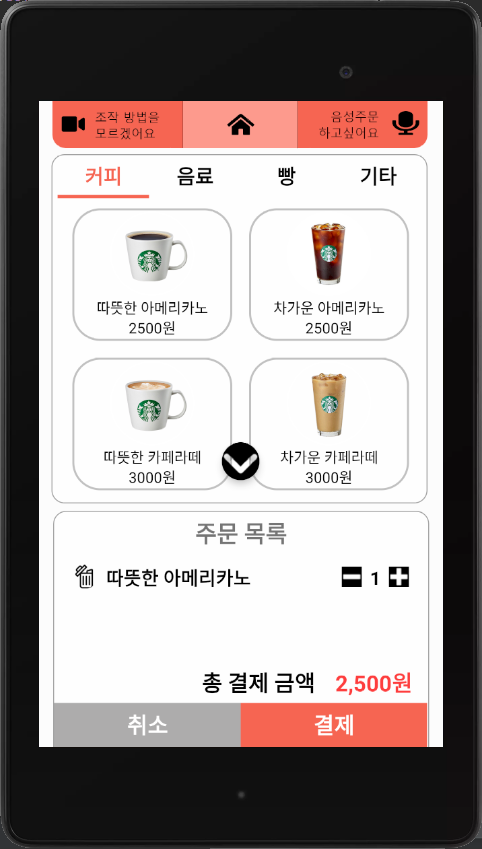 조작 방법을
모르겠어요
음성주문
하고싶어요
커피 음료 빵 기타
따뜻한 아메리카노
2500원
차가운 아메리카노
2500원
따뜻한 카페라떼
3000원
차가운 카페라떼
3000원
주문 목록
따뜻한 아메리카노 1
총 결제 금액 2,500원
취소 결제